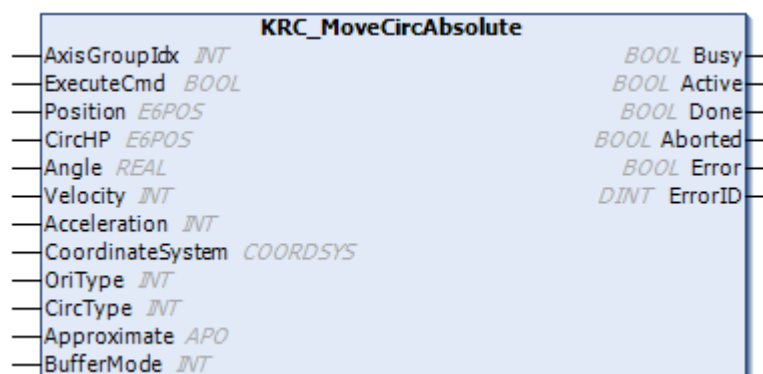 KRC_MoveCircAbsolute
AxisGroupIdx INT BOOL Busy
ExecuteCmd BOOL BOOL Active
Position E6POS BOOL Done
CircHP E6POS BOOL Aborted
Angle REAL BOOL Error
Velocity INT DINT ErrorID
Acceleration INT
CoordinateSystem COORDSYS
OriType INT
CircType INT
Approximate APO
BufferMode INT